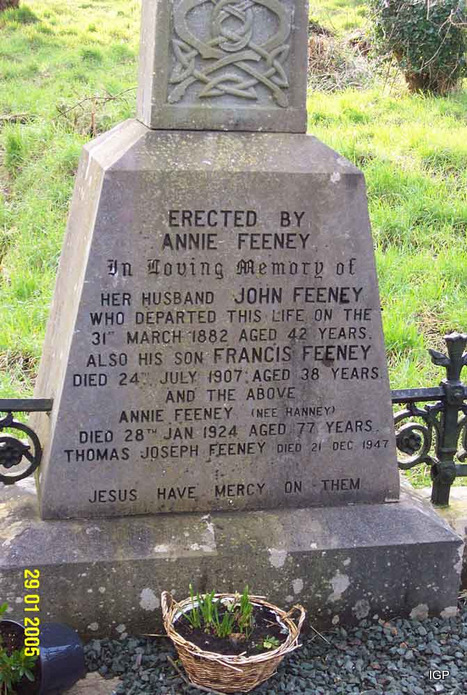 ERECTED BY
ANNIE FEENEY
In Loving Memory of
HER HUSBAND JOHN FEENEY
WHO DEPARTED THIS LIFE ON THE
31ST MARCH 1882 AGED 42 YEARS.
ALSO HIS SON FRANCIS FEENEY
DIED 24TH JULY 1907. AGED 38 YEARS
AND THE ABOVE
ANNIE FEENEY. (NEE HANNEY)
DIED 28TH JAN 1924 AGED 77 YEARS.
THOMAS JOSEPH FEENEY DIED 21 DEC 1947
JESUS HAVE MERCY ON THEM
29 01 2005
IGP